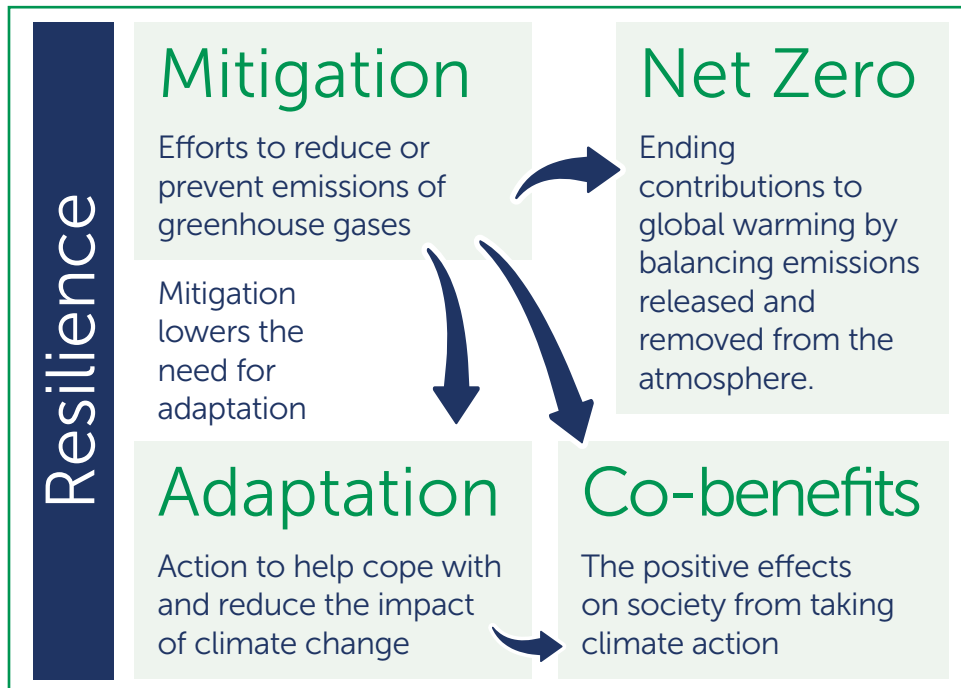 Resilience
Mitigation
Efforts to reduce or
prevent emissions of
greenhouse gases
Mitigation
lowers the
need for
adaptation
Net Zero
Ending
contributions to
global warming by
balancing emissions
released and
removed from the
atmosphere.
Adaptation
Action to help cope with
and reduce the impact
of climate change
Co-benefits
The positive effects
on society from taking
climate action